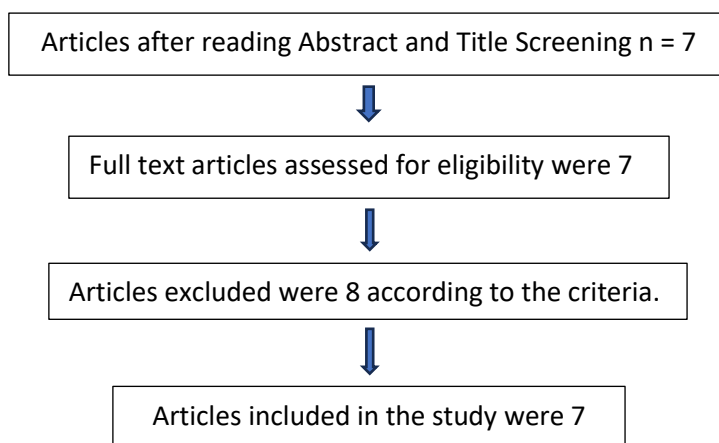 Articles after reading Abstract and Title Screening n = 7
Full text articles assessed for eligibility were 7
Articles excluded were 8 according to the criteria.
Articles included in the study were 7